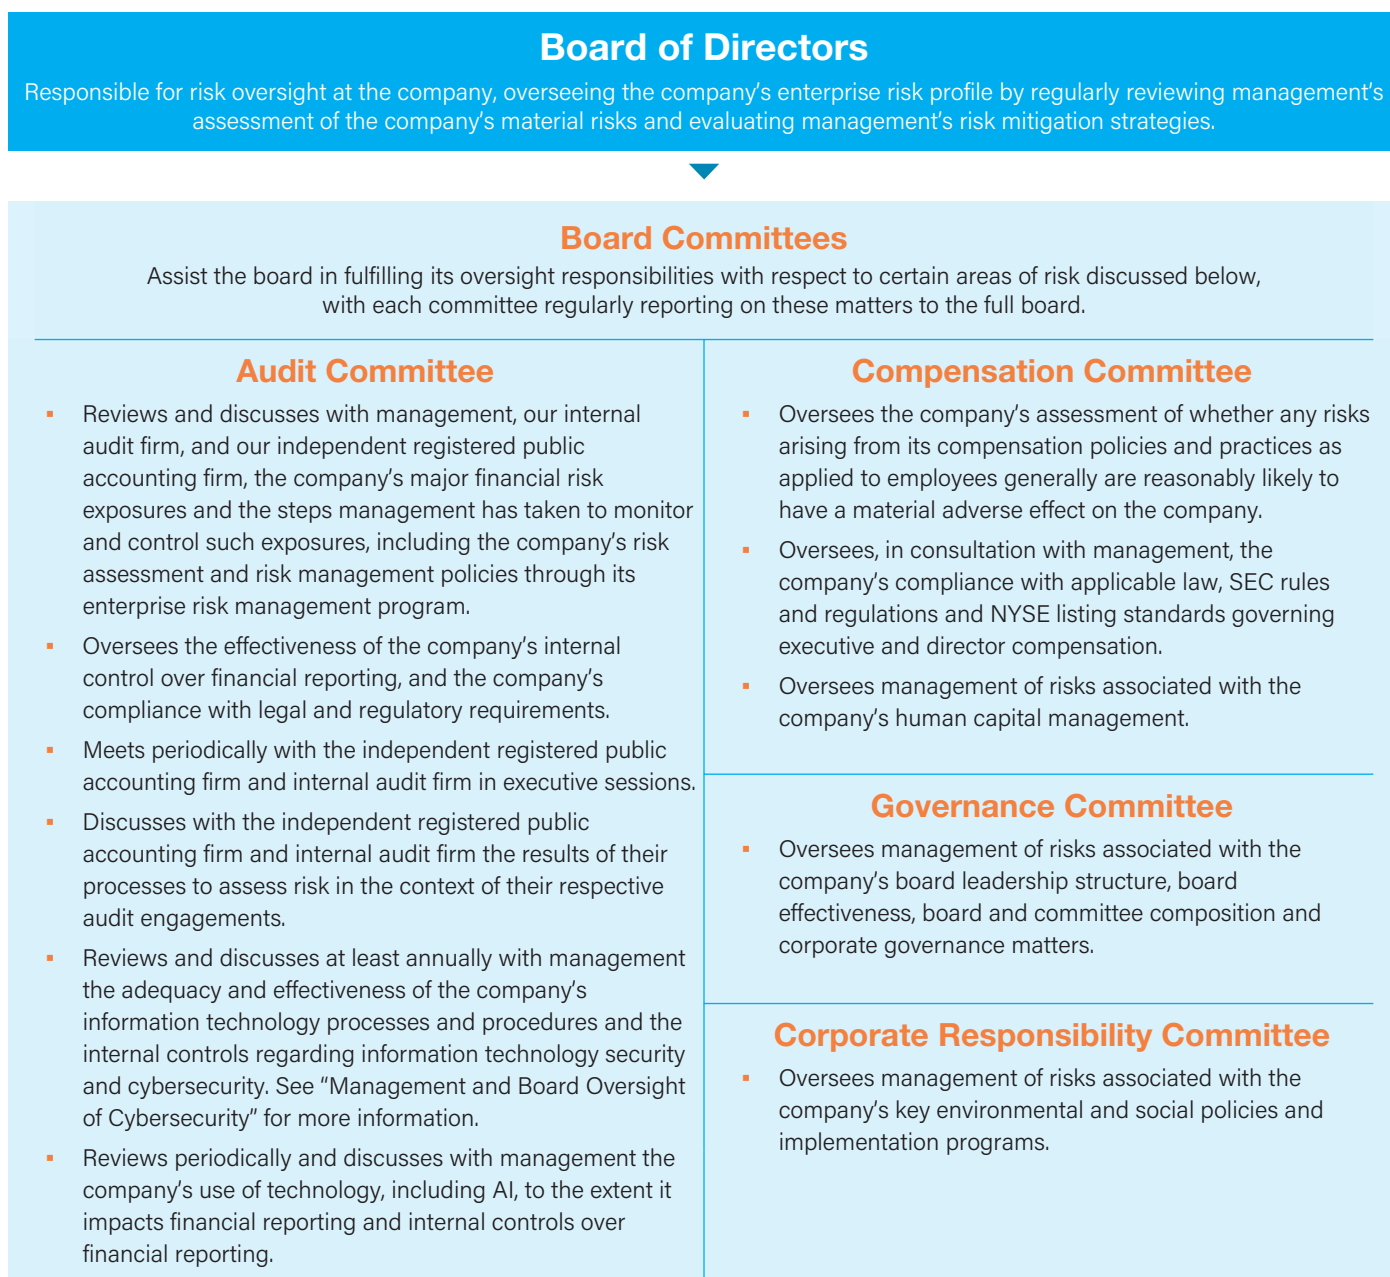 Board of Directors
Responsible for risk oversight at the company, overseeing the company’s enterprise risk profile by regularly reviewing management’s
assessment of the company’s material risks and evaluating management’s risk mitigation strategies.
Board Committees
Assist the board in fulfilling its oversight responsibilities with respect to certain areas of risk discussed below,
with each committee regularly reporting on these matters to the full board.
Audit Committee
▪ Reviews and discusses with management, our internal
audit firm, and our independent registered public
accounting firm, the company’s major financial risk
exposures and the steps management has taken to monitor
and control such exposures, including the company’s risk
assessment and risk management policies through its
enterprise risk management program.
▪ Oversees the effectiveness of the company’s internal
control over financial reporting, and the company’s
compliance with legal and regulatory requirements.
▪ Meets periodically with the independent registered public
accounting firm and internal audit firm in executive sessions.
▪ Discusses with the independent registered public
accounting firm and internal audit firm the results of their
processes to assess risk in the context of their respective
audit engagements.
▪ Reviews and discusses at least annually with management
the adequacy and effectiveness of the company’s
information technology processes and procedures and the
internal controls regarding information technology security
and cybersecurity. See “Management and Board Oversight
of Cybersecurity” for more information.
▪ Reviews periodically and discusses with management the
company’s use of technology, including AI, to the extent it
impacts financial reporting and internal controls over
financial reporting.
Compensation Committee
▪ Oversees the company’s assessment of whether any risks
arising from its compensation policies and practices as
applied to employees generally are reasonably likely to
have a material adverse effect on the company.
▪ Oversees, in consultation with management, the
company’s compliance with applicable law, SEC rules
and regulations and NYSE listing standards governing
executive and director compensation.
▪ Oversees management of risks associated with the
company’s human capital management.
Governance Committee
▪ Oversees management of risks associated with the
company’s board leadership structure, board
effectiveness, board and committee composition and
corporate governance matters.
Corporate Responsibility Committee
▪ Oversees management of risks associated with the
company’s key environmental and social policies and
implementation programs.